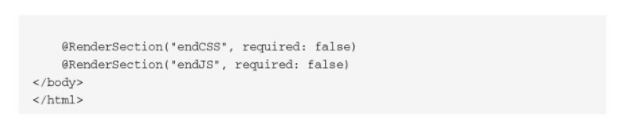 @RenderSection("endCSS", required: false)
@RenderSection("endJS", required: false)
</body>
</html>